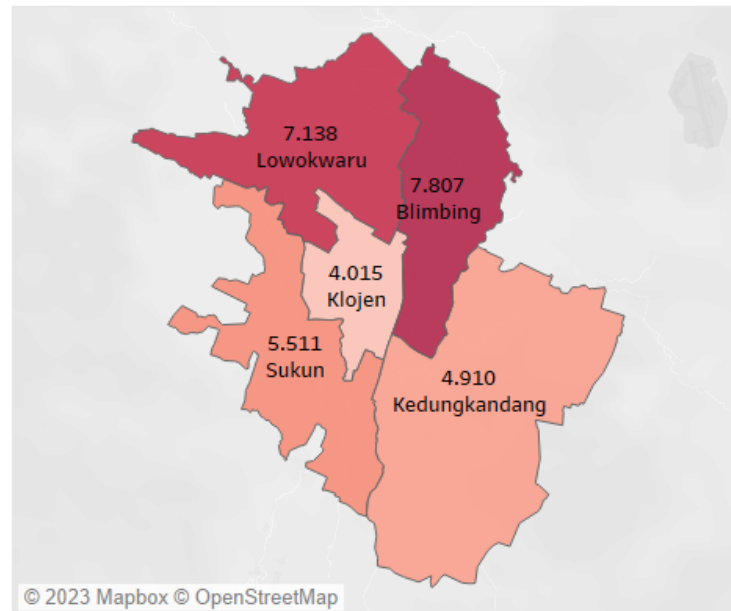 7.138
Lowokwaru
7.807
Blimbing
4.015
Klojen
5.511
Sukun
4.910
Kedungkandang
© 2023 Mapbox © OpenStreetMap